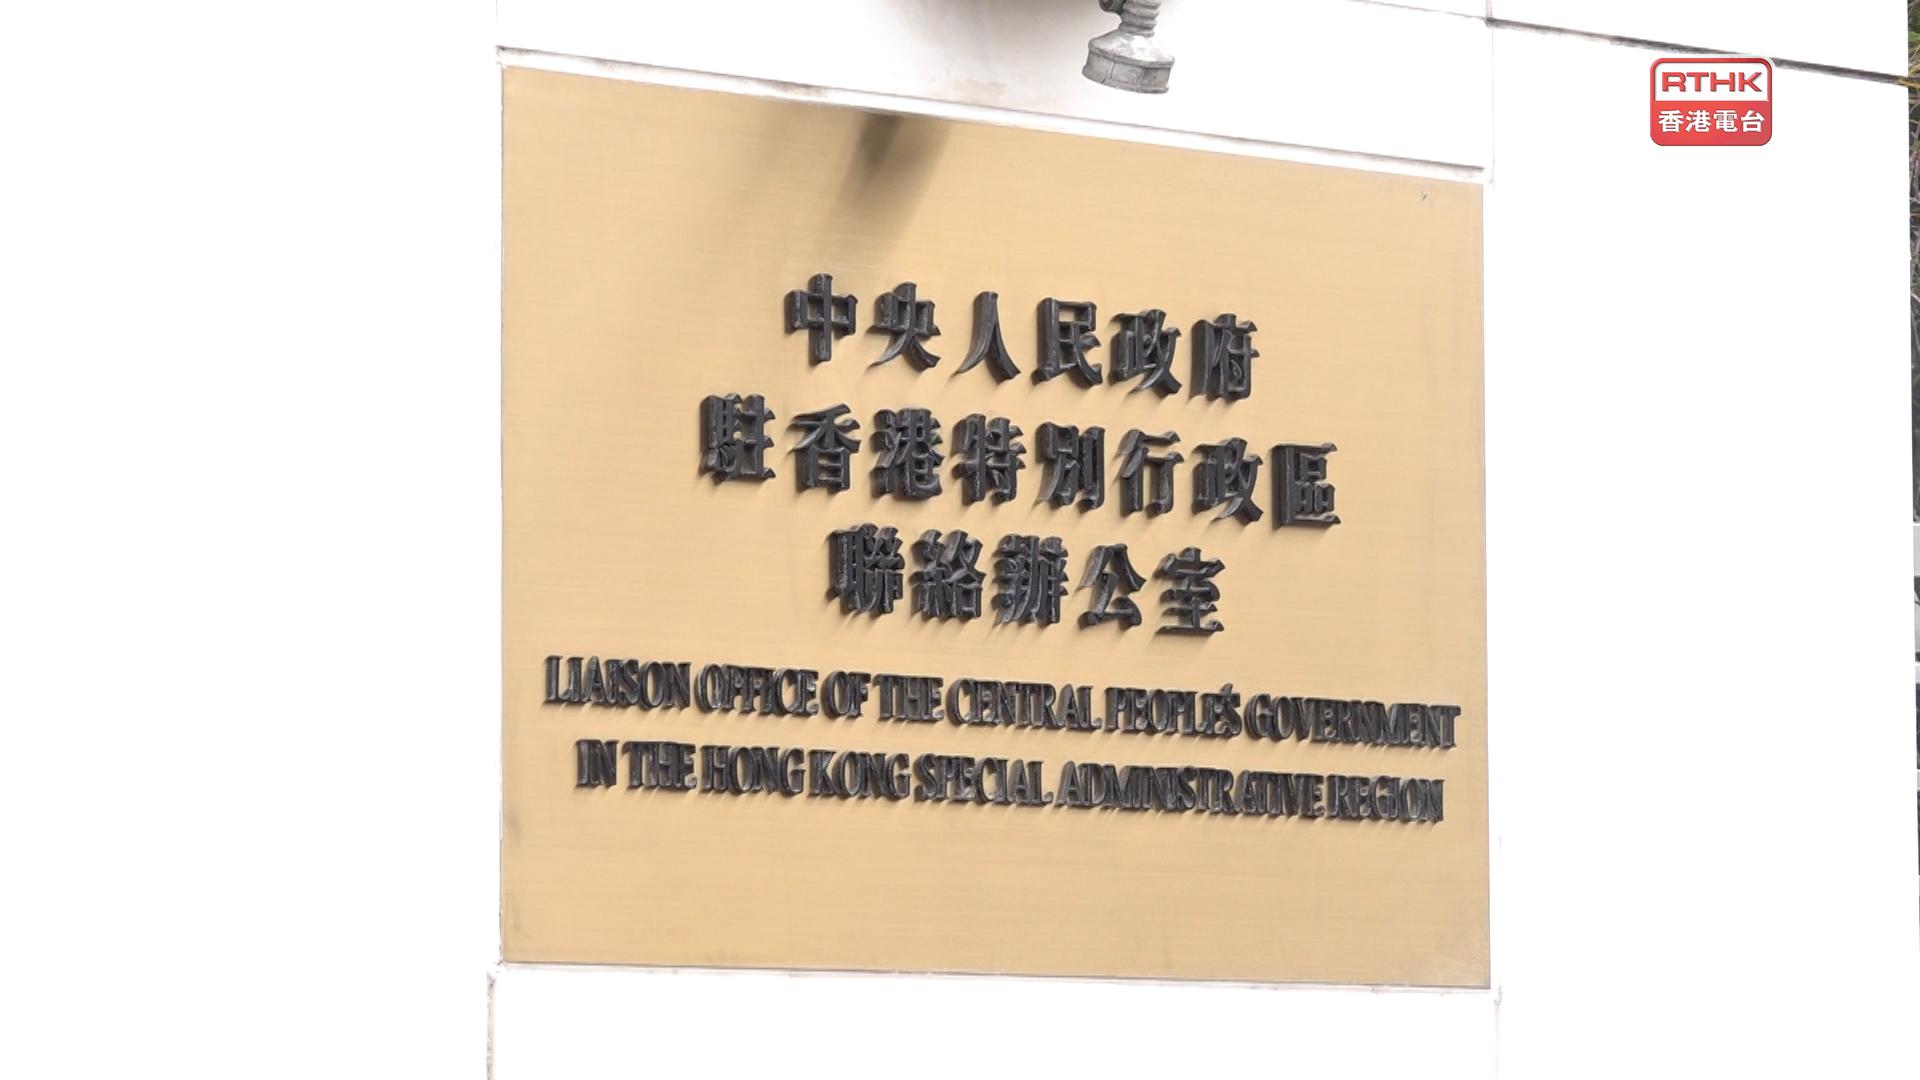 RTHK
香港電台
中央人民政府
駐香港特別行政區
聯絡辦公室
LIAISON OFFICE OF THE CENTRAL PEOPLE'S GOVERNMENT
IN THE HONG KONG SPECIAL ADMINISTRATIVE REGION